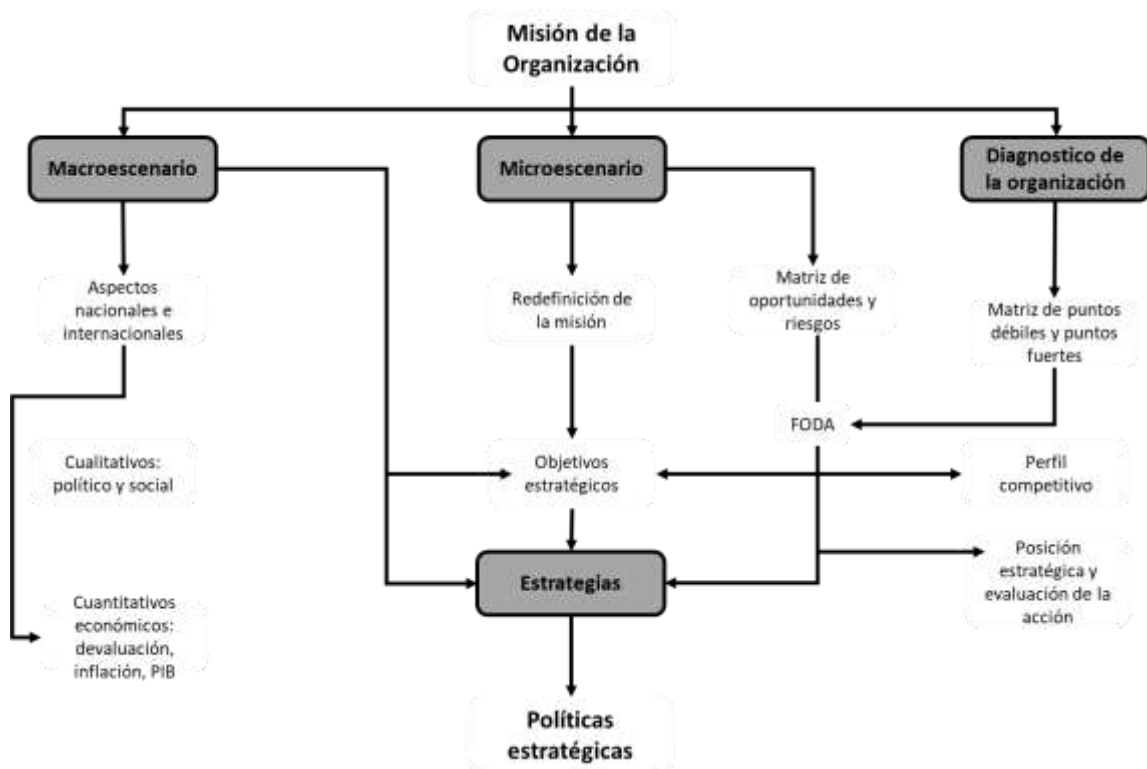 Misión de la
Organización
Macroescenario
Microescenario
Diagnostico de
la organización
Aspectos
nacionales e
internacionales
Redefinición de
la misión
Matriz de
oportunidades y
riesgos
Matriz de puntos
débiles y puntos
fuertes
FODA
Cualitativos:
político y social
Objetivos
estratégicos
Perfil
competitivo
Estrategias
Posición
estratégica y
evaluación de la
acción
Cuantitativos
económicos:
devaluación,
inflación, PIB
Políticas
estratégicas